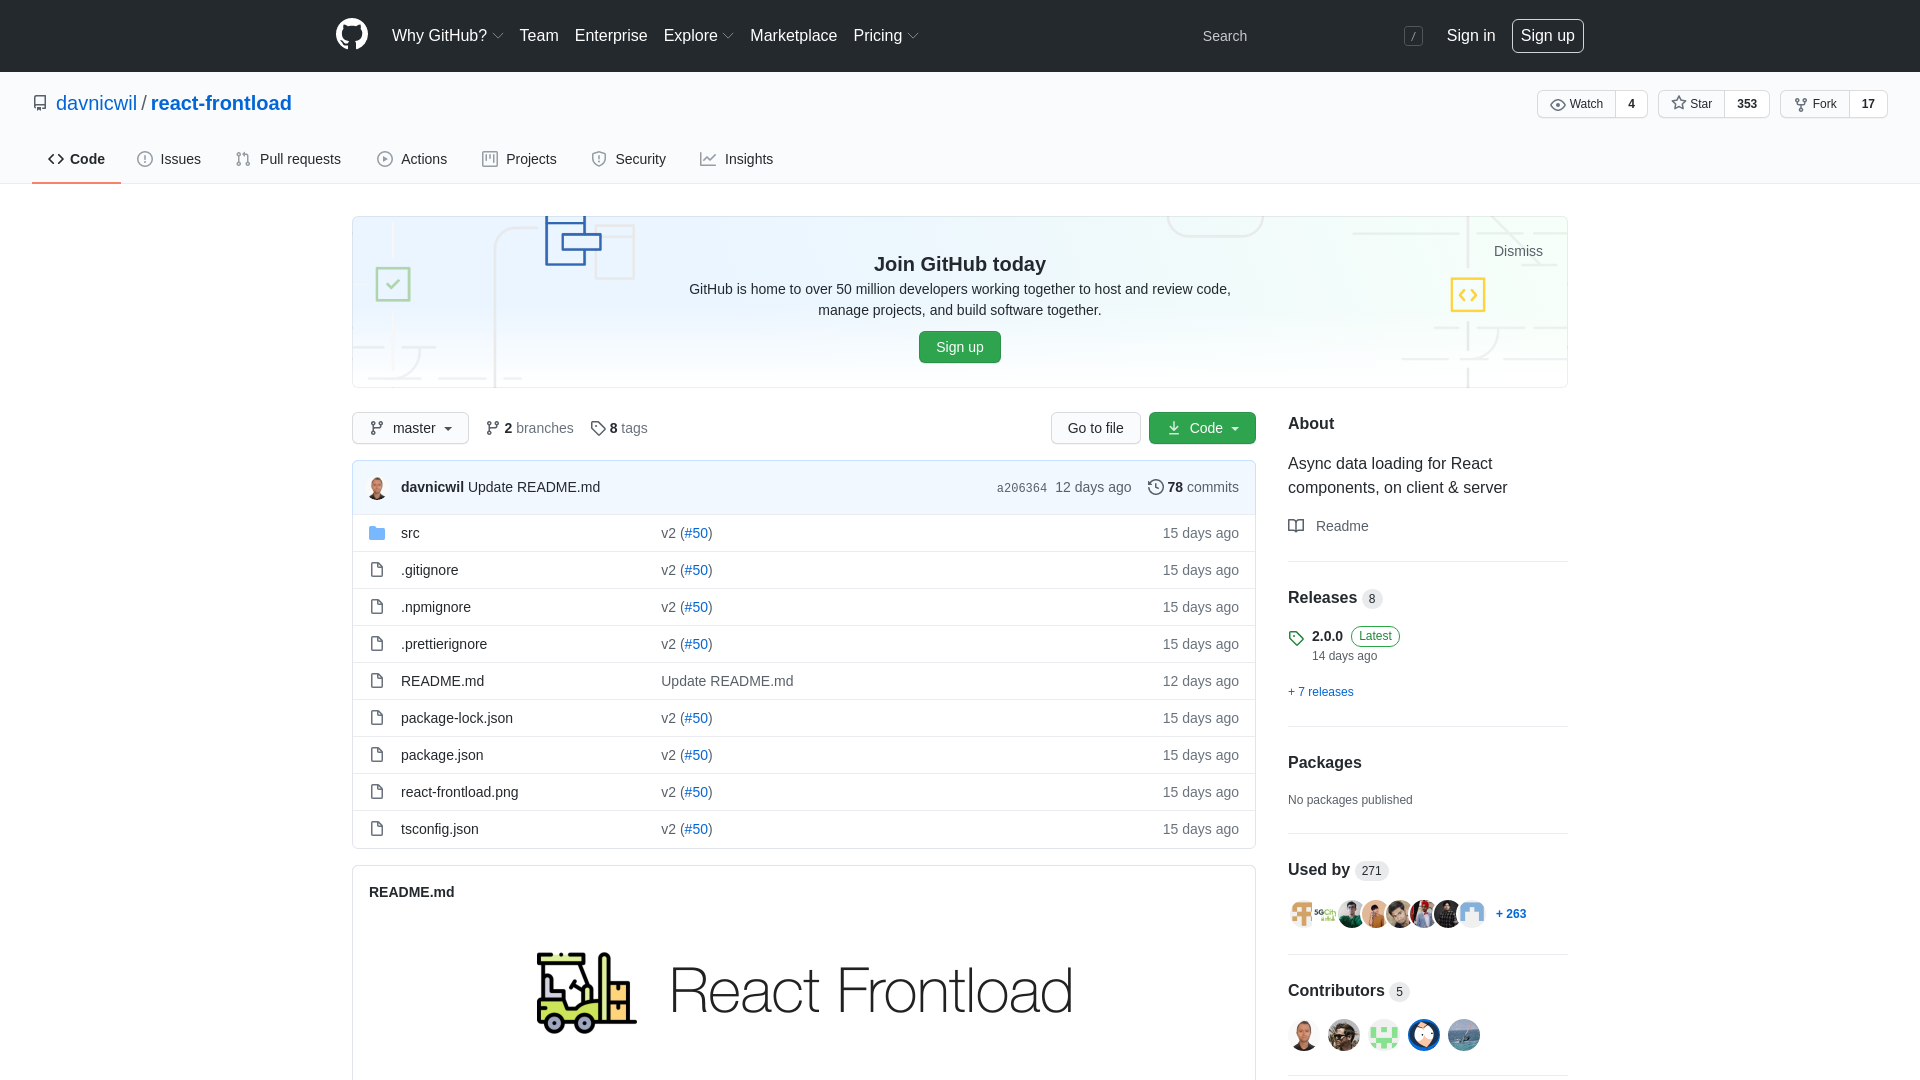 Why GitHub? Team Enterprise Explore Marketplace Pricing Search / Sign in Sign up
davnicwil / react-frontload Watch 4 Star 353 Fork 17
Code Issues Pull requests Actions Projects Security Insights
Dismiss
Join GitHub today
GitHub is home to over 50 million developers working together to host and review code,
manage projects, and build software together.
Sign up
master 2 branches 8 tags Go to file Code
davnicwil Update README.md a206364 12 days ago 78 commits
src v2 (#50) 15 days ago
.gitignore v2 (#50) 15 days ago
.npmignore v2 (#50) 15 days ago
.prettierignore v2 (#50) 15 days ago
README.md Update README.md 12 days ago
package-lock.json v2 (#50) 15 days ago
package.json v2 (#50) 15 days ago
react-frontload.png v2 (#50) 15 days ago
tsconfig.json v2 (#50) 15 days ago
README.md
React Frontload
About
Async data loading for React
components, on client & server
Readme
Releases 8
2.0.0 Latest
14 days ago
+ 7 releases
Packages
No packages published
Used by 271
5GCity
+ 263
Contributors 5